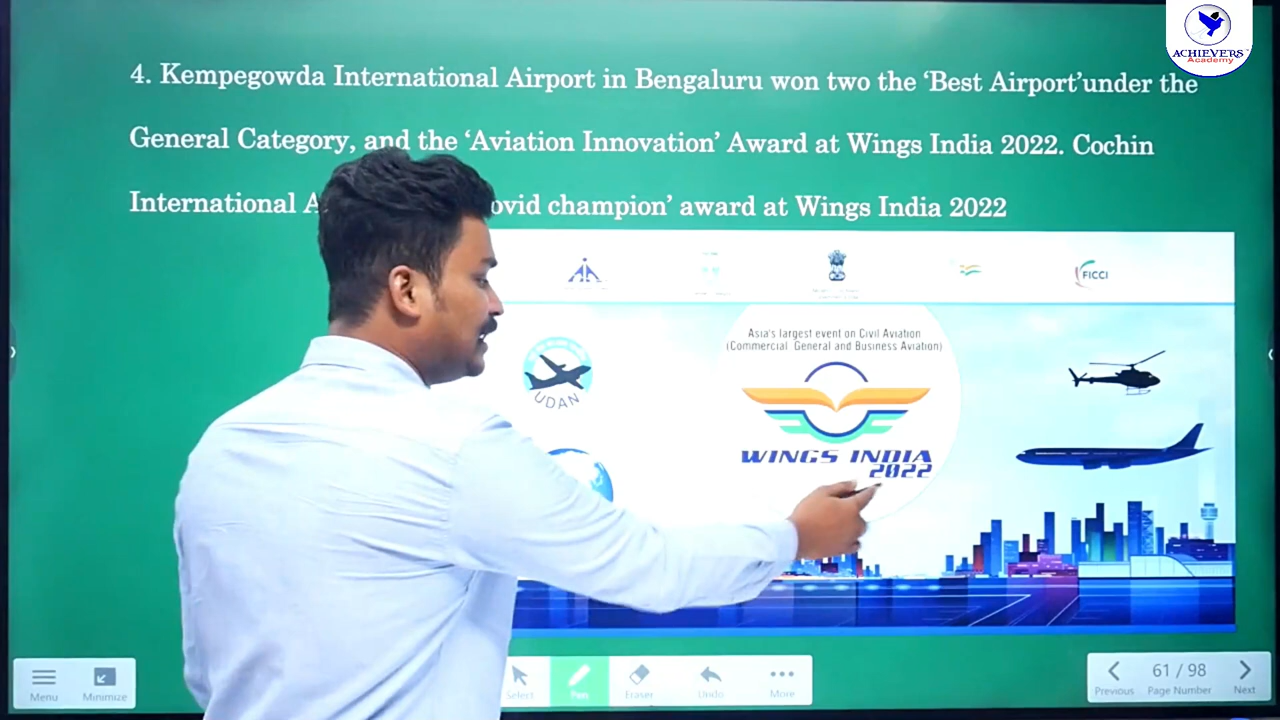 ACHIEVERS
Academy
4. Kempegowda International Airport in Bengaluru won two the ‘Best Airport’under the
General Category, and the ‘Aviation Innovation’ Award at Wings India 2022. Cochin
International ovid champion’ award at Wings India 2022
FICCI
Asia's largest event on Civil Aviation
(Commercial General and Business Aviation)
UDAN
WINGS INDIA
2022
Menu
Minimize
Select
Pen
Eraser
Undo
More
Previous
61 / 98
Page Number
Next